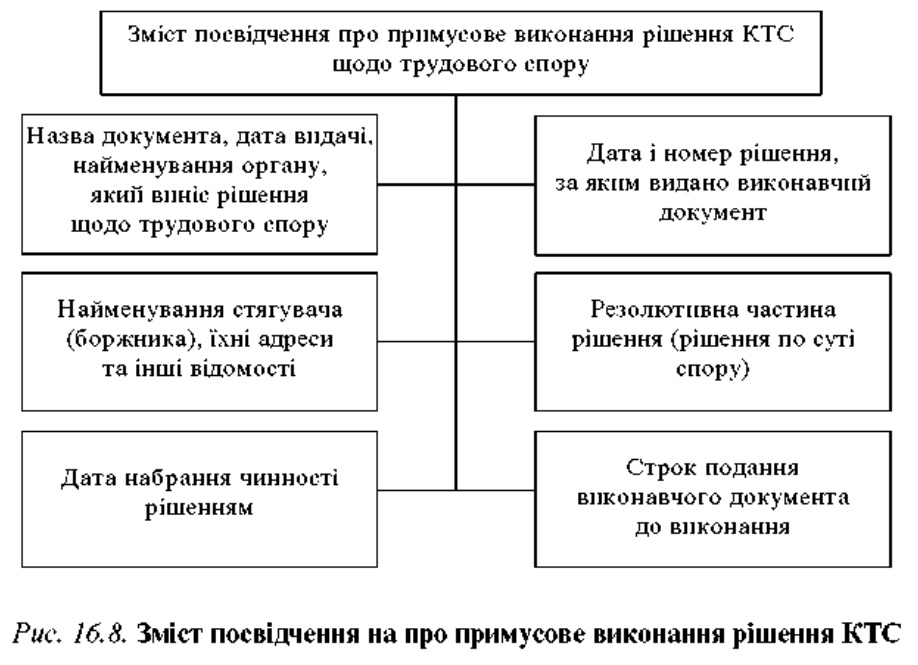 Зміст посвідчення про примусове виконання рішення КТС
щодо трудового спору
Назва документа, дата видачі,
найменування органу,
який виніс рішення
щодо трудового спору
Дата і номер рішення,
за яким видано виконавчий
документ
Найменування стягувача
(боржника), їхні адреси
та інші відомості
Резолютивна частина
рішення (рішення по суті
спору)
Дата набрання чинності
рішенням
Строк подання
виконавчого документа
до виконання
Рис. 16.8. Зміст посвідчення на про примусове виконання рішення КТС